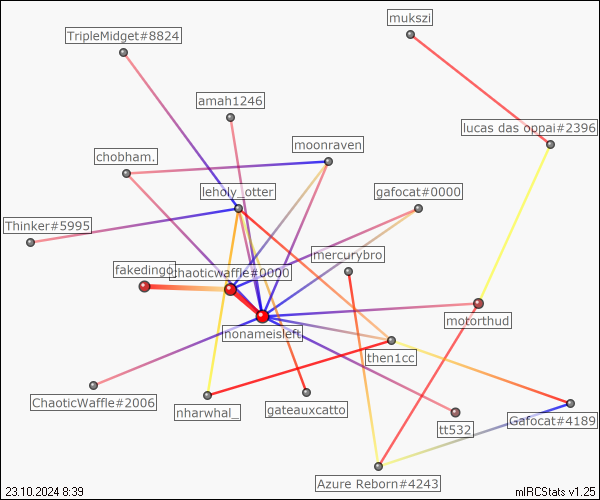 mukszi
TripleMidget#8824
amah1246
lucas das oppai#2396
moonraven
chobham.
leholy_otter
gafocat#0000
Thinker#5995
mercurybro
fakedingo
chaoticwaffle#0000
motorthud
nonameisleft
then1cc
ChaoticWaffle#2006
nharwhal_
gateauxcatto
Gafocat#4189
tt532
Azure Reborn#4243
23.10.2024 8:39
mIRCStats v1.25